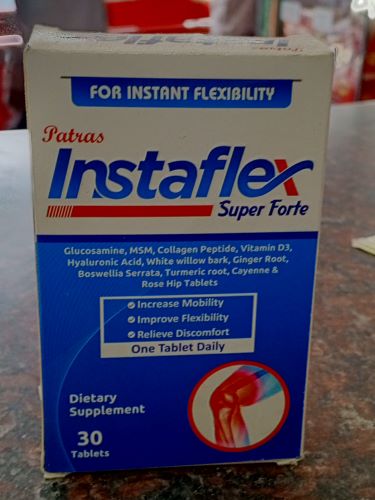 FOR INSTANT FLEXIBILITY
Patras
Instaflex
Super Forte
Glucosamine, MSM, Collagen Peptide, Vitamin D3,
Hyaluronic Acid, White willow bark, Ginger Root,
Boswellia Serrata, Turmeric root, Cayenne &
Rose Hip Tablets
Increase Mobility
Improve Flexibility
Relieve Discomfort
One Tablet Daily
Dietary
Supplement
30
Tablets